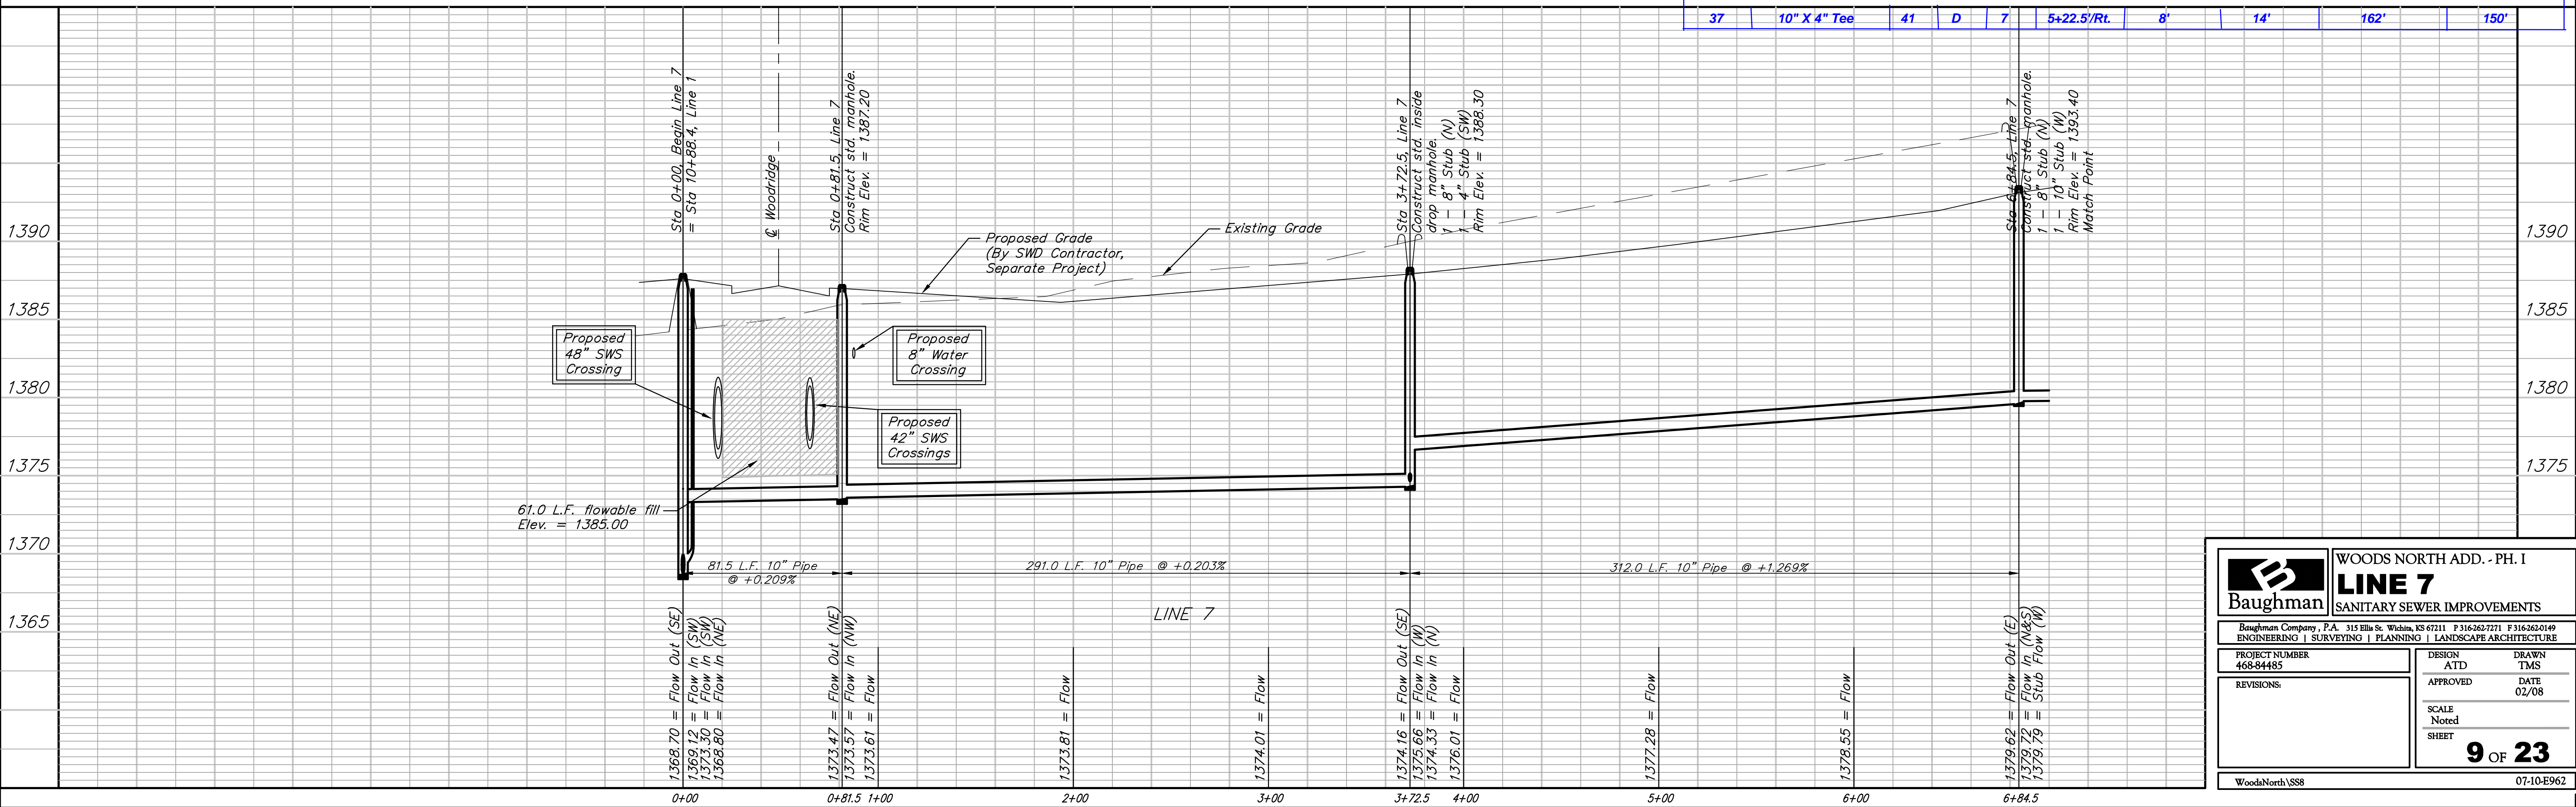 37 10" X 4" Tee 41 D 7 5+22.5'/Rt. 8' 14' 162' 150'
Sta 0+00, Begin Line 7
= Sta 10+88.4, Line 1
℄ Woodridge
Sta 0+81.5, Line 7
Construct std. manhole.
Rim Elev. = 1387.20
Sta 3+72.5, Line 7
Construct std. inside
drop manhole.
1 - 8" Stub (N)
1 - 4" Stub (SW)
Rim Elev. = 1388.30
Sta 6+84.5, Line 7
Construct std. manhole.
1 - 8" Stub (N)
1 - 10" Stub (W)
Rim Elev. = 1393.40
Match Point
1390
1385
1380
1375
1370
1365
1390
1385
1380
1375
Proposed Grade
(By SWD Contractor,
Separate Project)
Existing Grade
Proposed
48" SWS
Crossing
Proposed
8" Water
Crossing
Proposed
42" SWS
Crossings
61.0 L.F. flowable fill
Elev. = 1385.00
81.5 L.F. 10" Pipe
@ +0.209%
291.0 L.F. 10" Pipe @ +0.203%
312.0 L.F. 10" Pipe @ +1.269%
LINE 7
1368.70 = Flow Out (SE)
1369.12 = Flow In (SW)
1373.30 = Flow In (SW)
1368.80 = Flow In (NE)
1373.47 = Flow Out (NE)
1373.57 = Flow In (NW)
1373.61 = Flow
1373.81 = Flow
1374.01 = Flow
1374.16 = Flow Out (SE)
1375.66 = Flow In (W)
1374.33 = Flow In (N)
1376.01 = Flow
1377.28 = Flow
1378.55 = Flow
1379.62 = Flow Out (E)
1379.72 = Flow In (N&S)
1379.79 = Stub Flow (W)
0+00 0+81.5 1+00 2+00 3+00 3+72.5 4+00 5+00 6+00 6+84.5
B
Baughman
WOODS NORTH ADD. - PH. I
LINE 7
SANITARY SEWER IMPROVEMENTS
Baughman Company, P.A. 315 Ellis St. Wichita, KS 67211 P 316-262-7271 F 316-262-0149
ENGINEERING | SURVEYING | PLANNING | LANDSCAPE ARCHITECTURE
PROJECT NUMBER
468-84485
REVISIONS:
DESIGN DRAWN
ATD TMS
APPROVED DATE
02/08
SCALE
Noted
SHEET
9 OF 23
WoodsNorth\SS8 07-10-E962